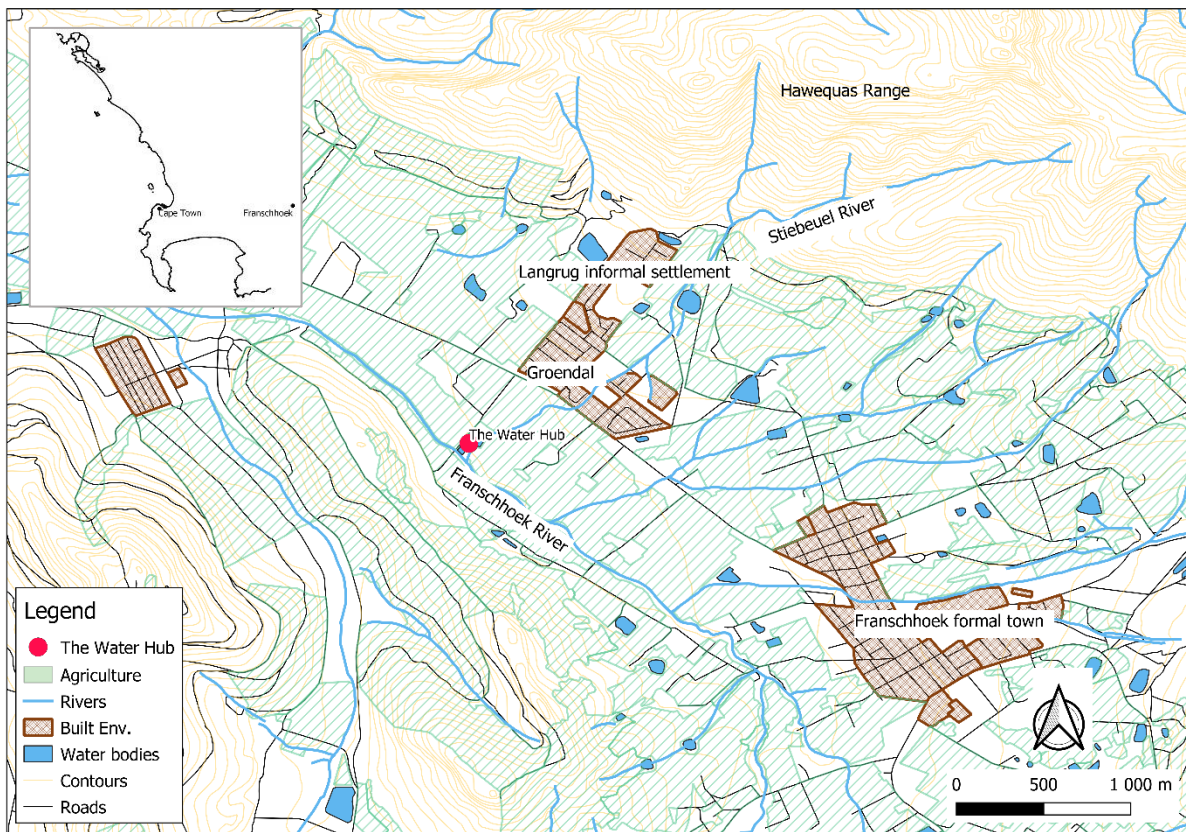 Hawequas Range
Cape Town
Franschhoek
Stiebeuel River
Langrug informal settlement
Groendal
The Water Hub
Franschhoek River
Franschhoek formal town
Legend
The Water Hub
Agriculture
Rivers
Built Env.
Water bodies
Contours
Roads
0 500 1 000 m